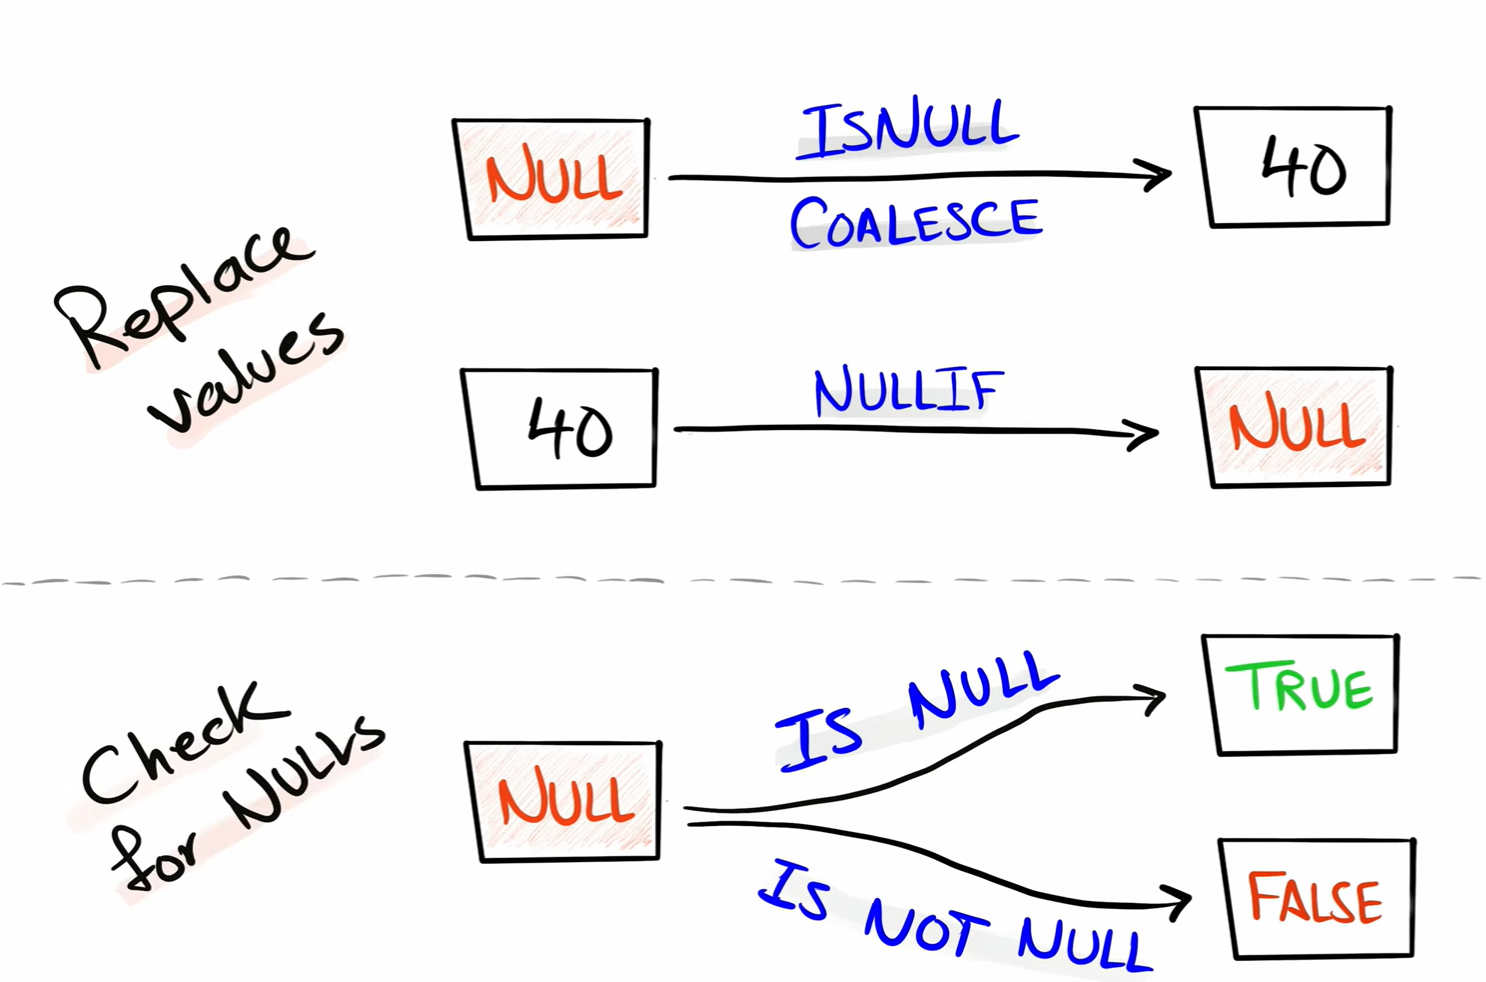 Replace
values
NULL
ISNULL
COALESCE
40
40
NULLIF
NULL
Check
for NULLs
NULL
IS NULL
TRUE
IS NOT NULL
FALSE